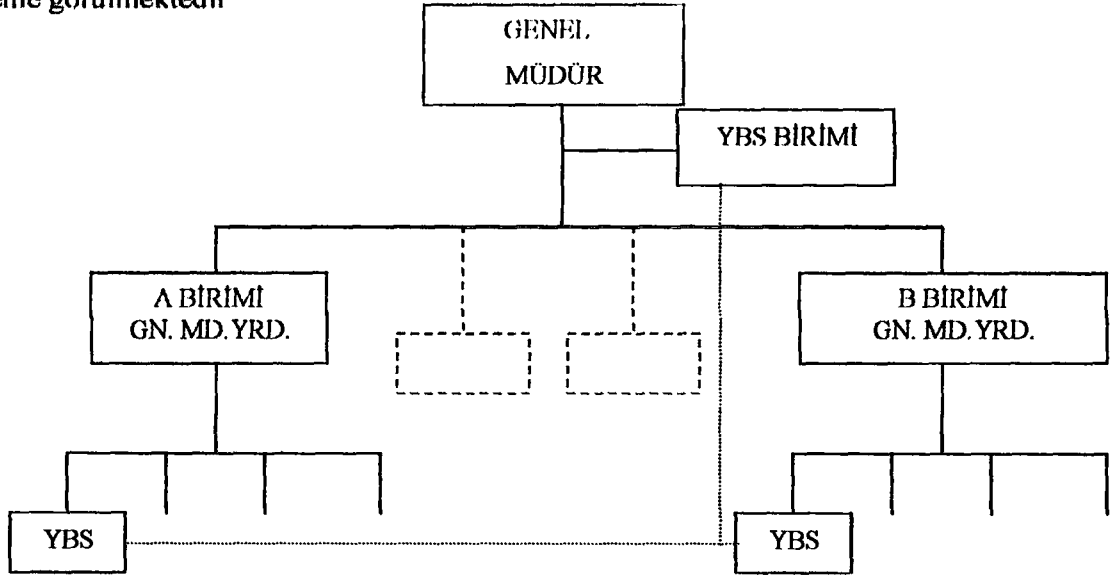 görülmektedir
GENEL
MÜDÜR
YBS BİRİMİ
A BİRİMİ
GN. MD. YRD.
B BİRİMİ
GN. MD. YRD.
YBS
YBS